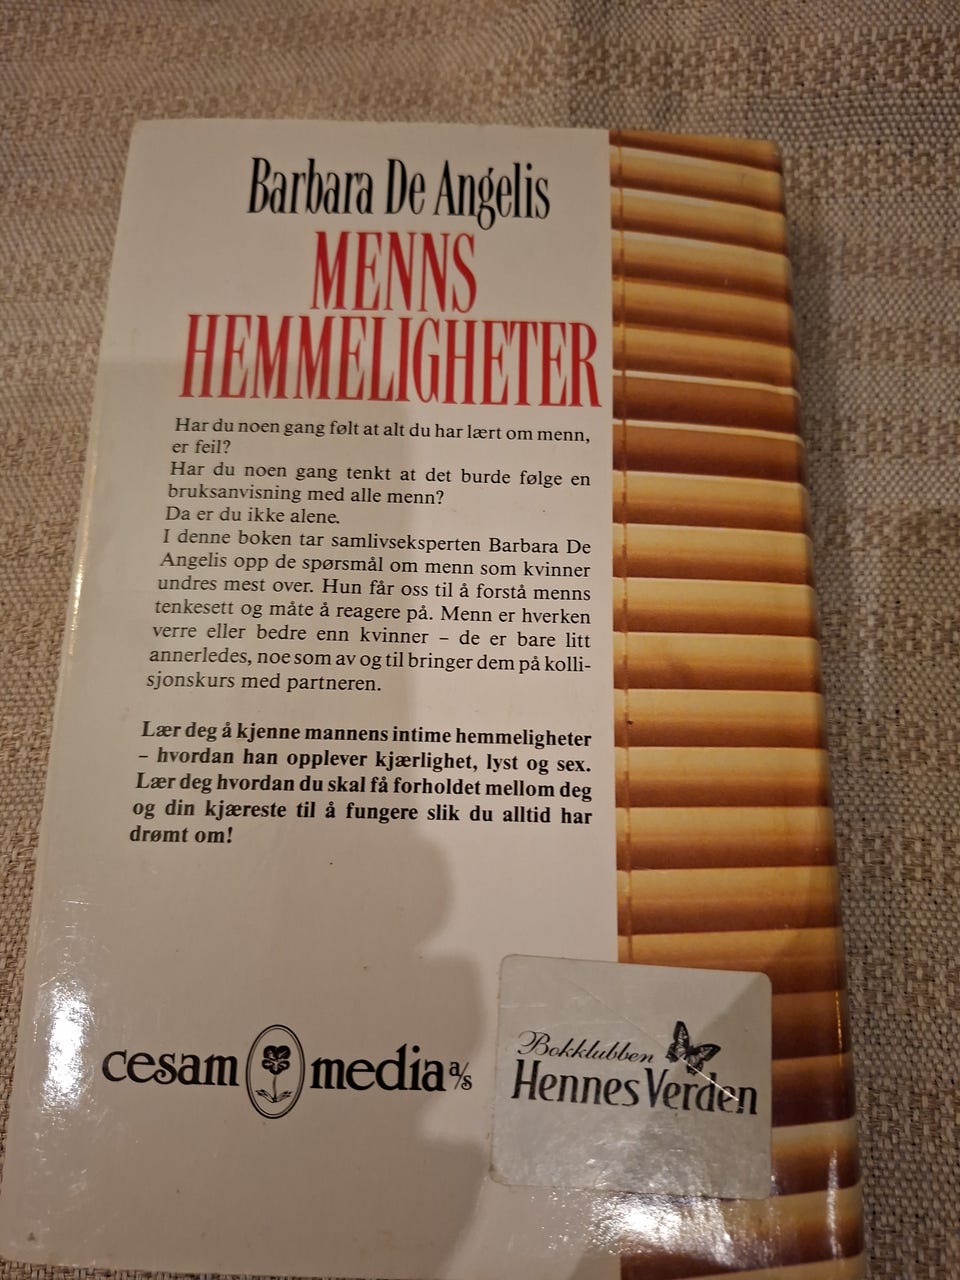 Barbara De Angelis
MENNS
HEMMELIGHETER
Har du noen gang følt at alt du har lært om menn,
er feil?
Har du noen gang tenkt at det burde følge en
bruksanvisning med alle menn?
Da er du ikke alene.
I denne boken tar samlivseksperten Barbara De
Angelis opp de spørsmål om menn som kvinner
undres mest over. Hun får oss til å forstå menns
tenkesett og måte å reagere på. Menn er hverken
verre eller bedre enn kvinner – de er bare litt
annerledes, noe som av og til bringer dem på kolli-
sjonskurs med partneren.
Lær deg å kjenne mannens intime hemmeligheter
– hvordan han opplever kjærlighet, lyst og sex.
Lær deg hvordan du skal få forholdet mellom deg
og din kjæreste til å fungere slik du alltid har
drømt om!
cesam media a/s
Bokklubben
Hennes Verden